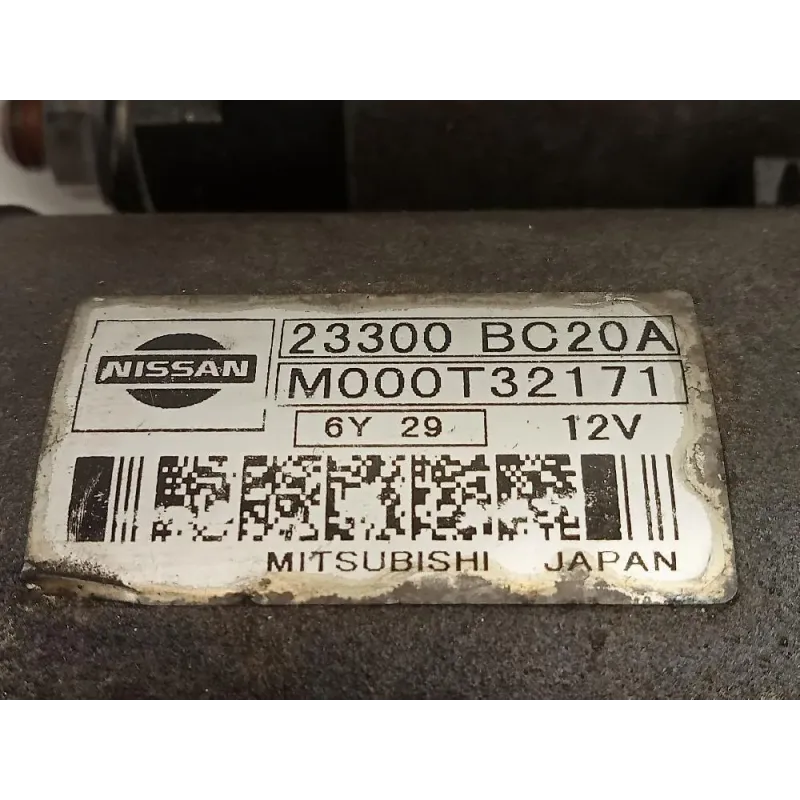 NISSAN
23300 BC20A
M000T32171
6Y 29 12V
MITSUBISHI JAPAN